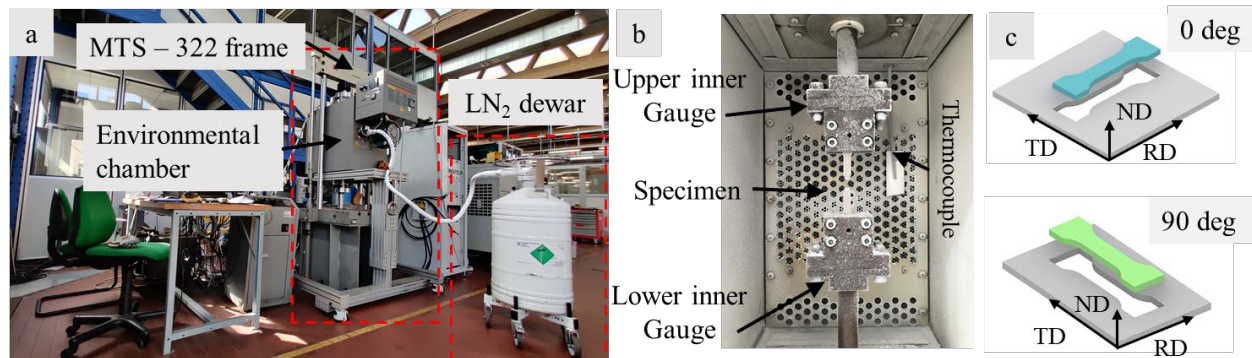 a
MTS – 322 frame
Environmental
chamber
LN₂ dewar
b
Upper inner
Gauge
Thermocouple
Specimen
Lower inner
Gauge
c
0 deg
ND
TD
RD
90 deg
ND
TD
RD